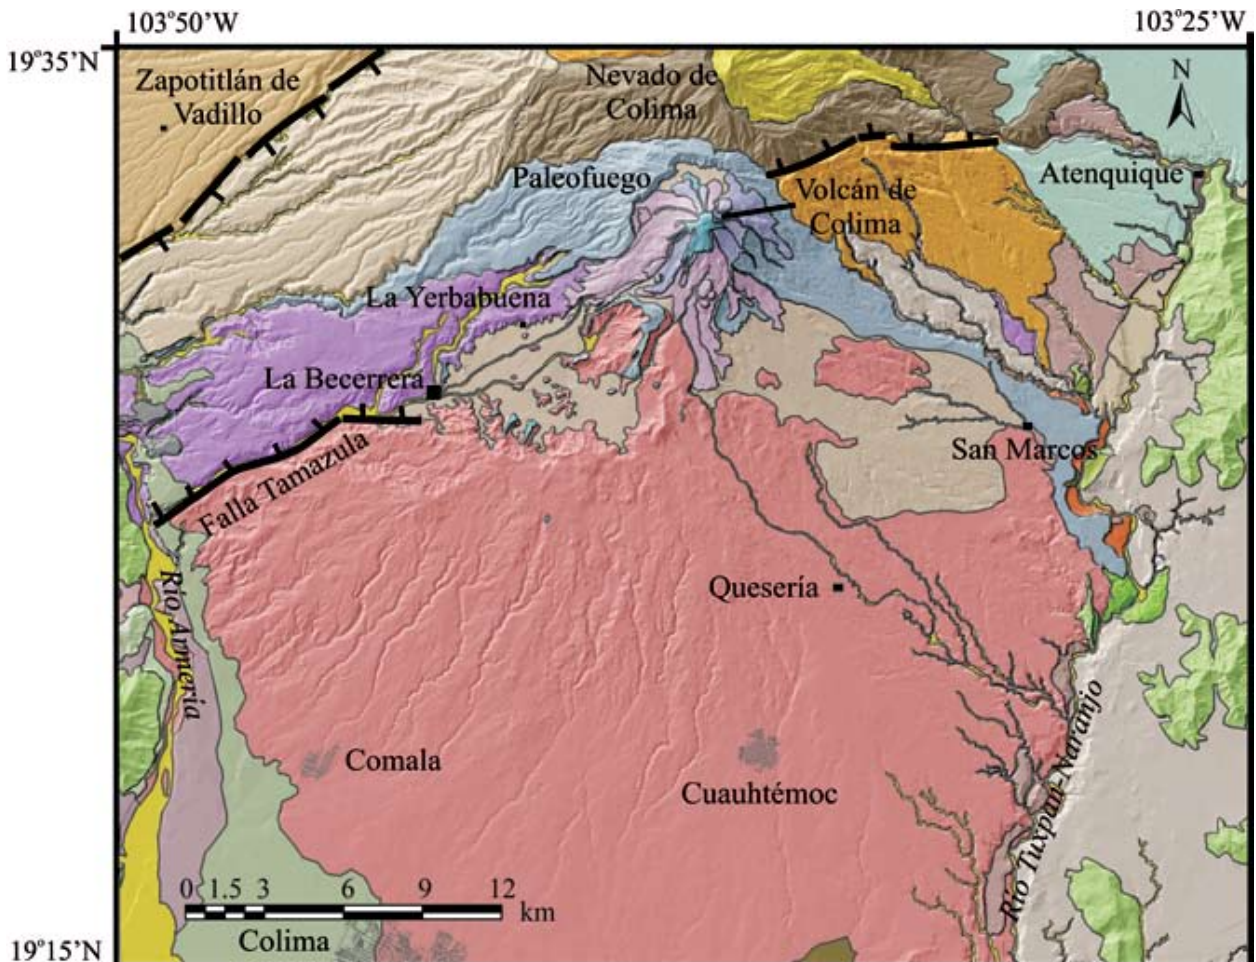 103°50'W
103°25'W
19°35'N
Zapotitlán de
Vadillo
Nevado de
Colima
N
Paleofuego
Volcán de
Colima
Atenquique
La Yerbabuena
La Becerrera
Falla Tamazula
San Marcos
Quesería
Río Armería
Río Tuxpan-Naranjo
Comala
Cuauhtémoc
0 1.5 3 6 9 12
km
Colima
19°15'N